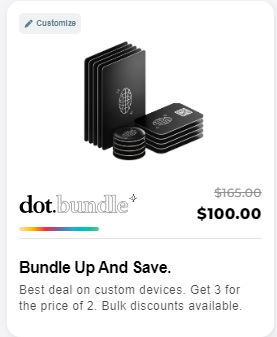 Customize
dot.bundle
$165.00
$100.00
Bundle Up And Save.
Best deal on custom devices. Get 3 for
the price of 2. Bulk discounts available.